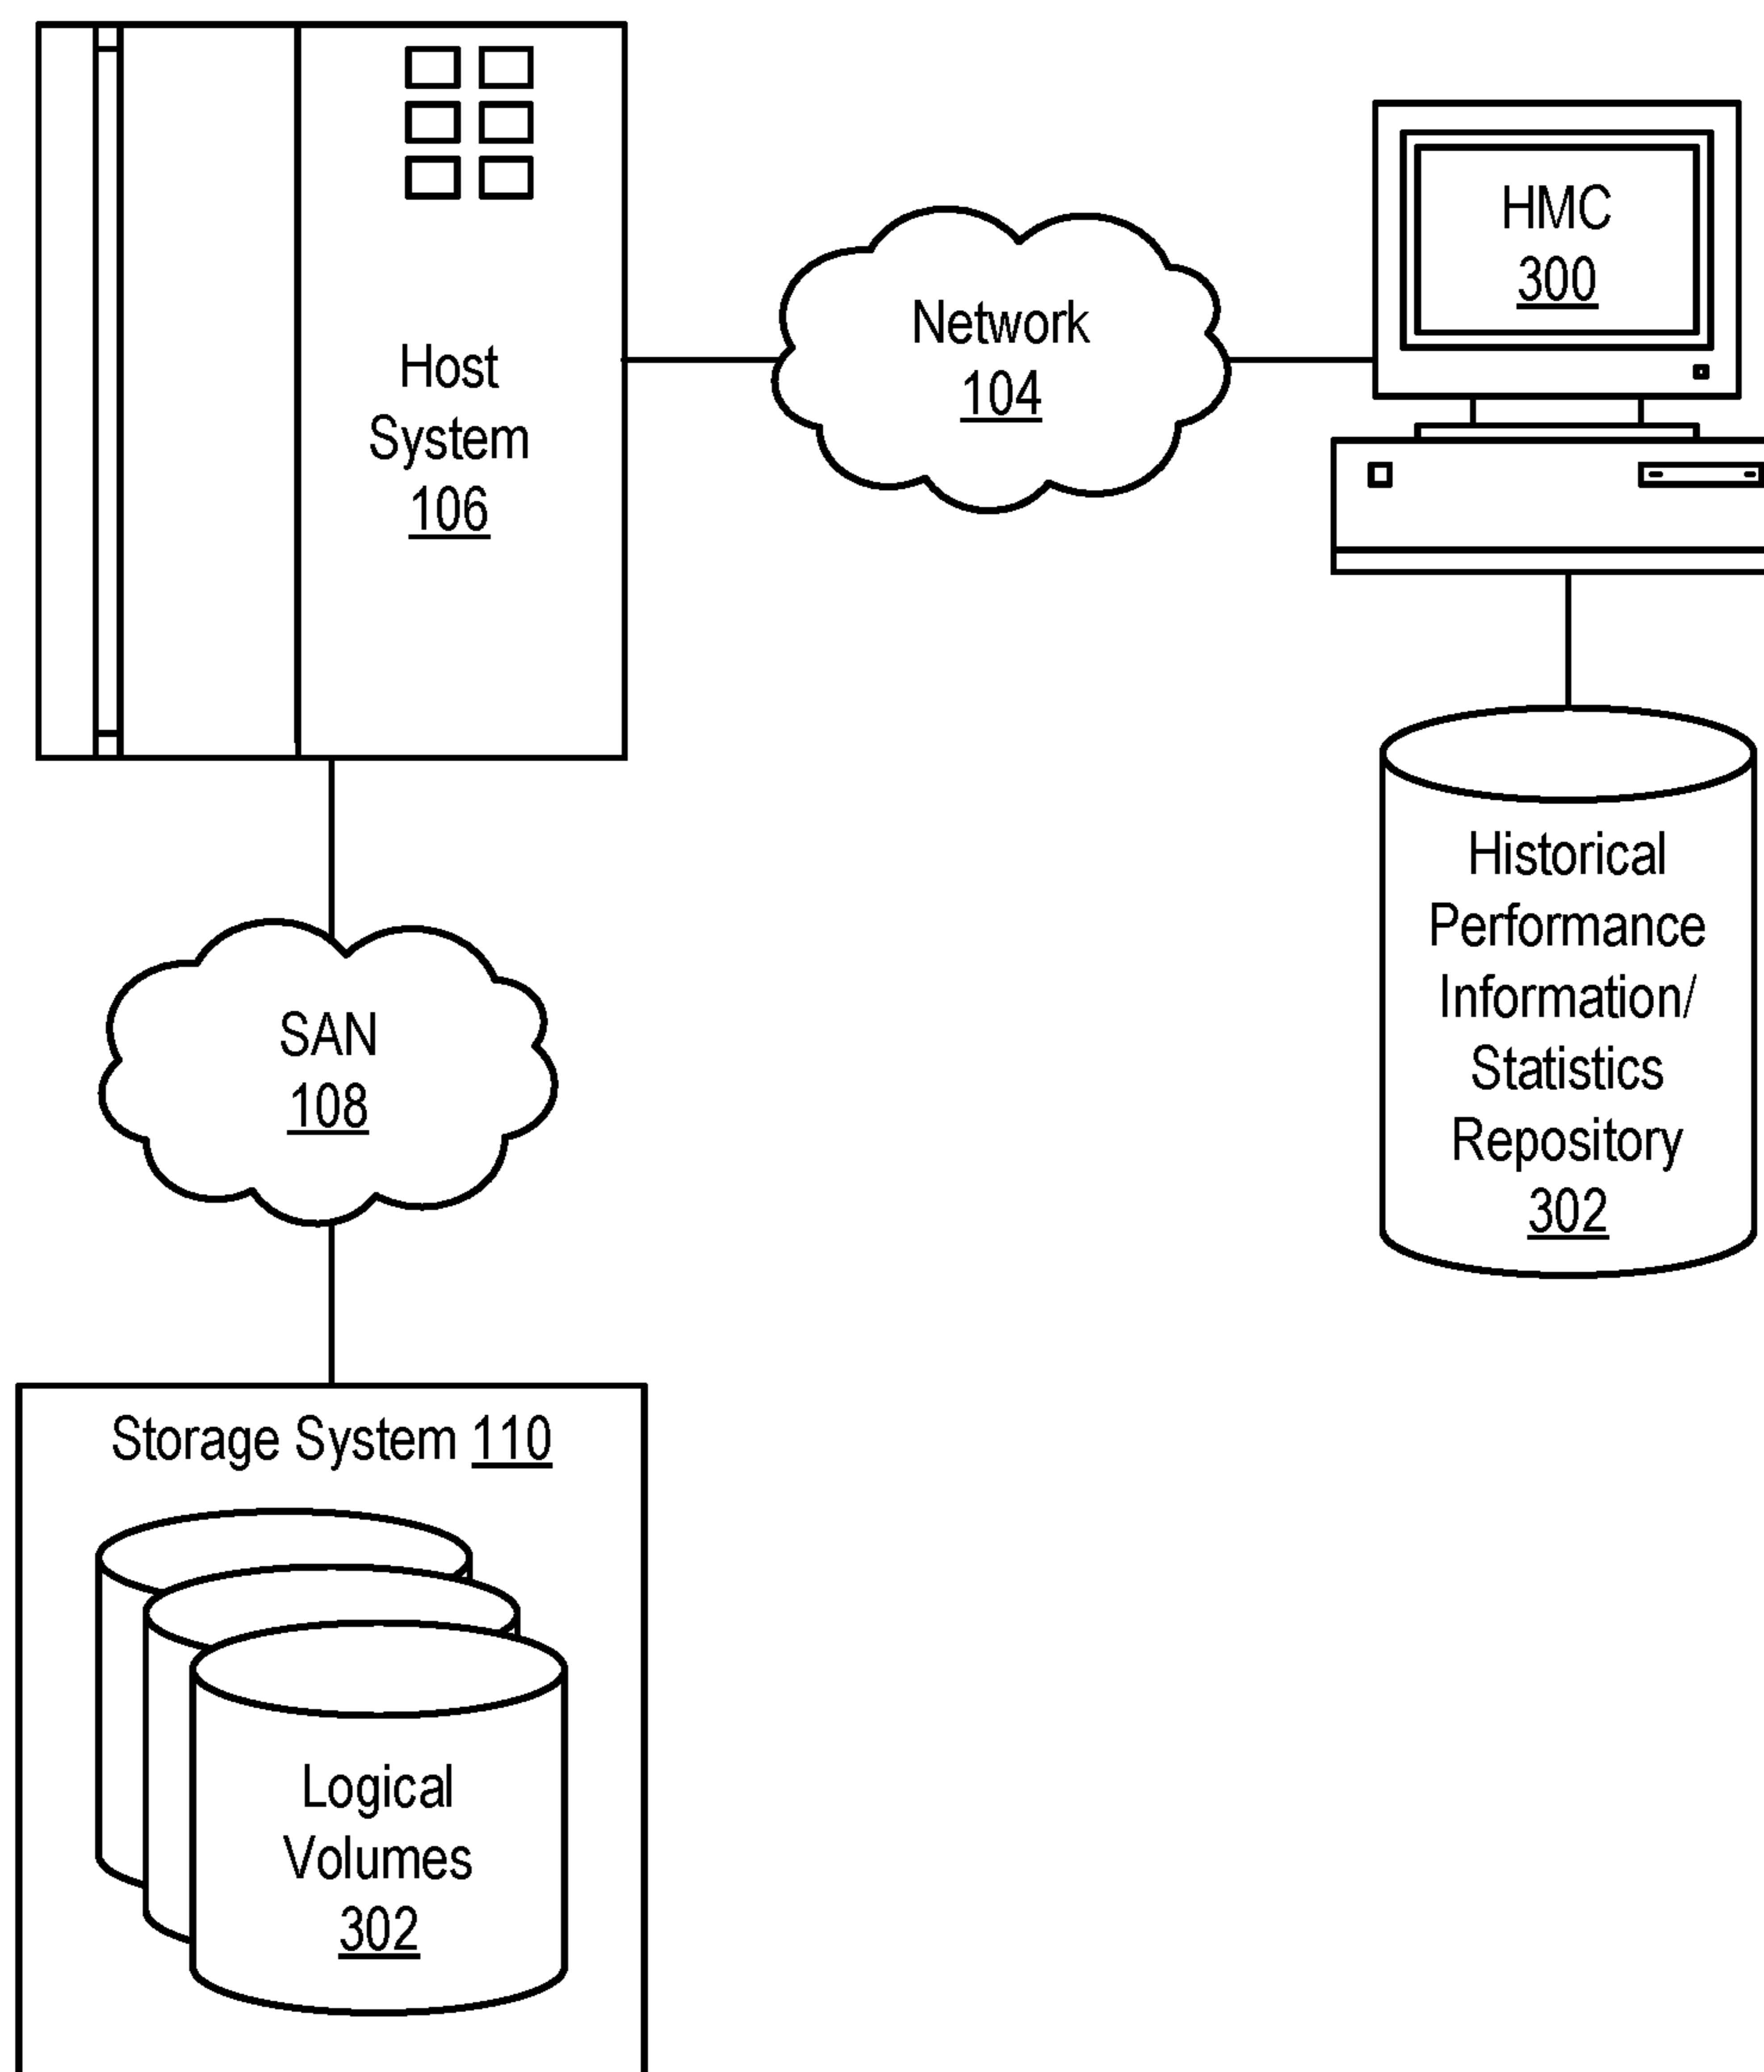 Host
System
106
Network
104
HMC
300
Historical
Performance
Information/
Statistics
Repository
302
SAN
108
Storage System 110
Logical
Volumes
302